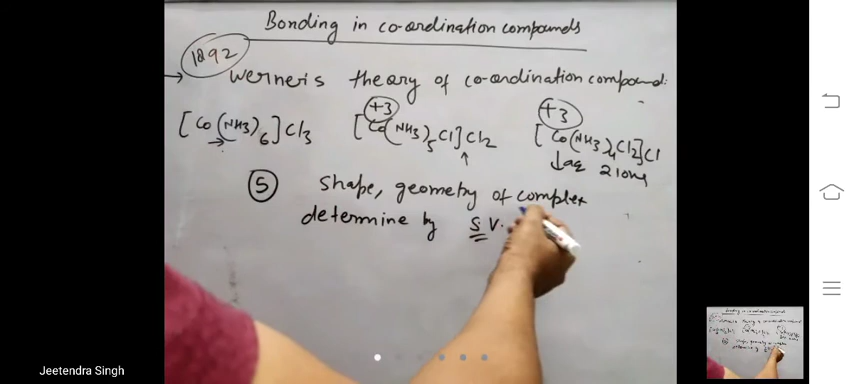 Bonding in co-ordination compounds
1892
→ Werner's theory of co-ordination compound:
+3 +3
[Co(NH3)6]Cl3 [Co(NH3)5Cl]Cl2 [Co(NH3)4Cl2]Cl
↑ ↓aq 2 ions
⑤ Shape, geometry of complex
determine by S V.
Jeetendra Singh